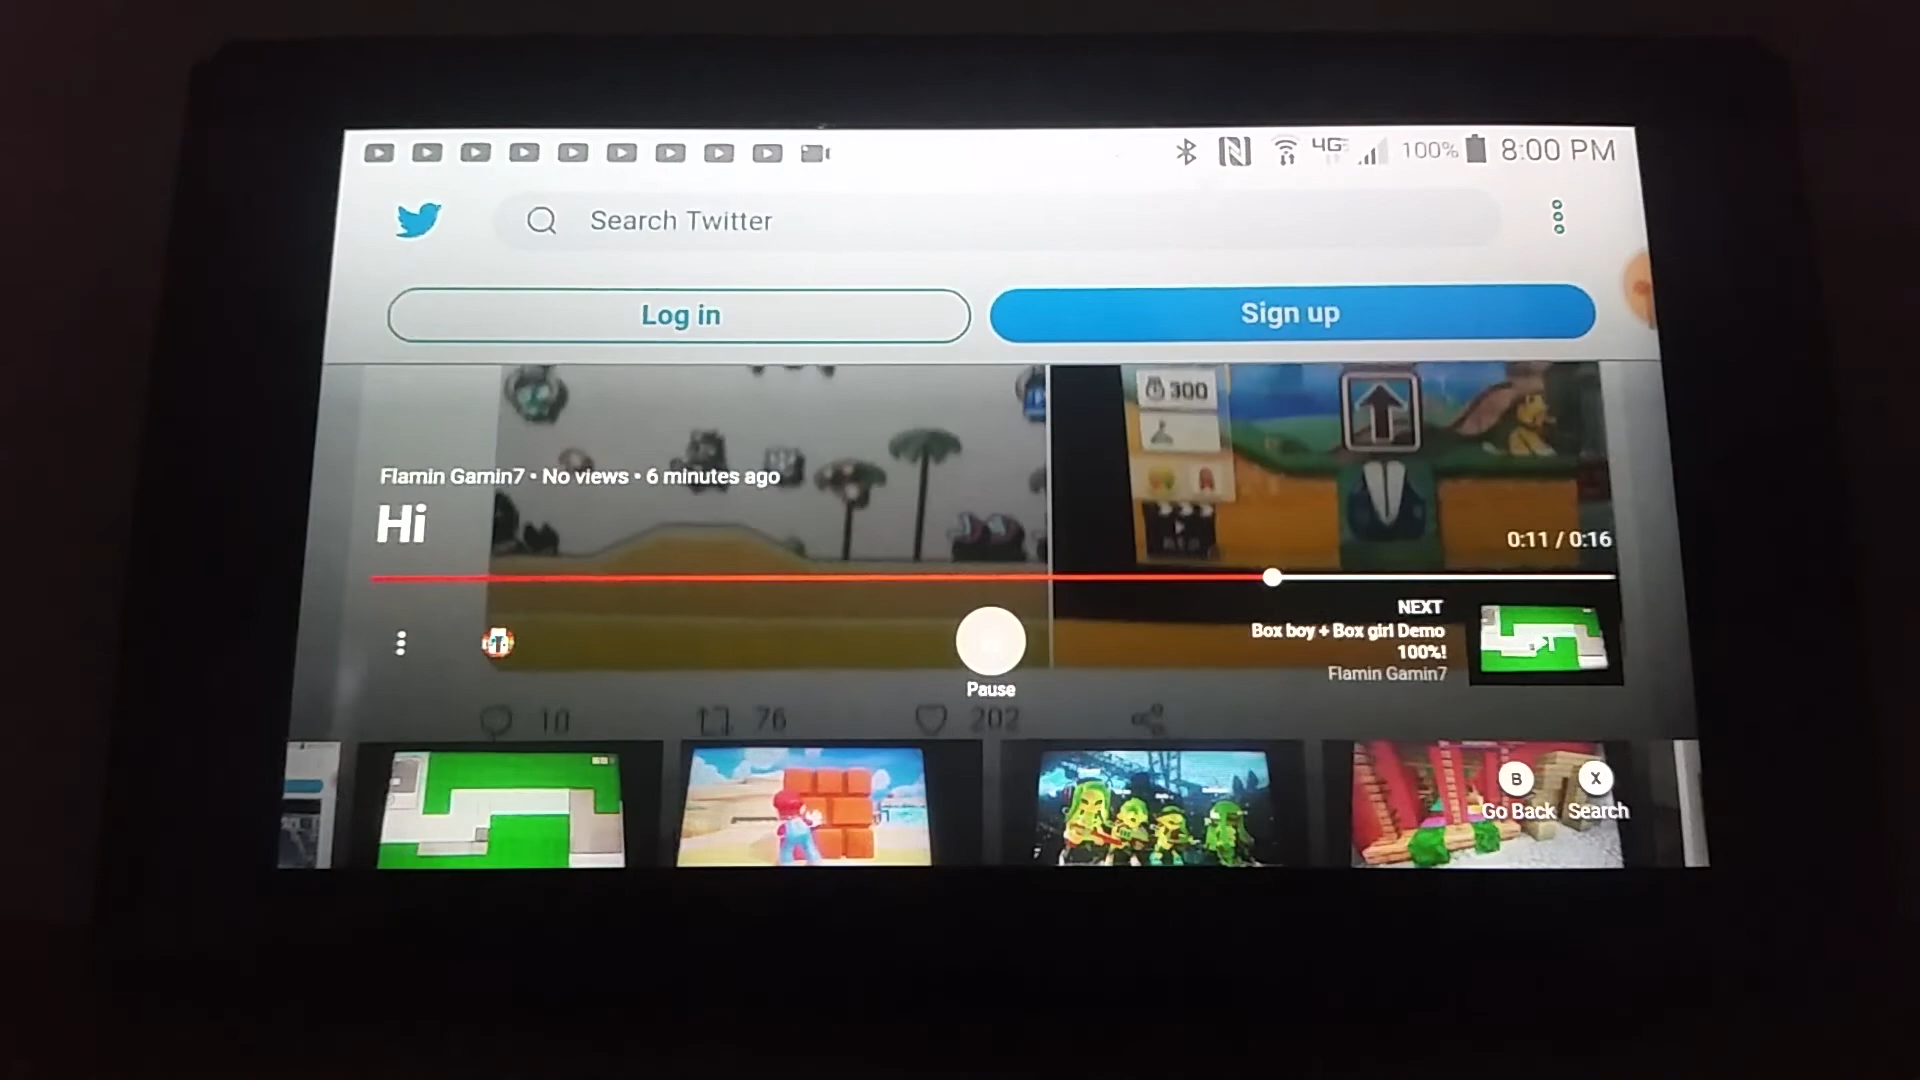 4G 100% 8:00 PM
Search Twitter
Log in
Sign up
300
Flamin Gamin7 • No views • 6 minutes ago
Hi
0:11 / 0:16
NEXT
Box boy + Box girl Demo
100%!
Flamin Gamin7
Pause
10 76 202
B X
Go Back Search